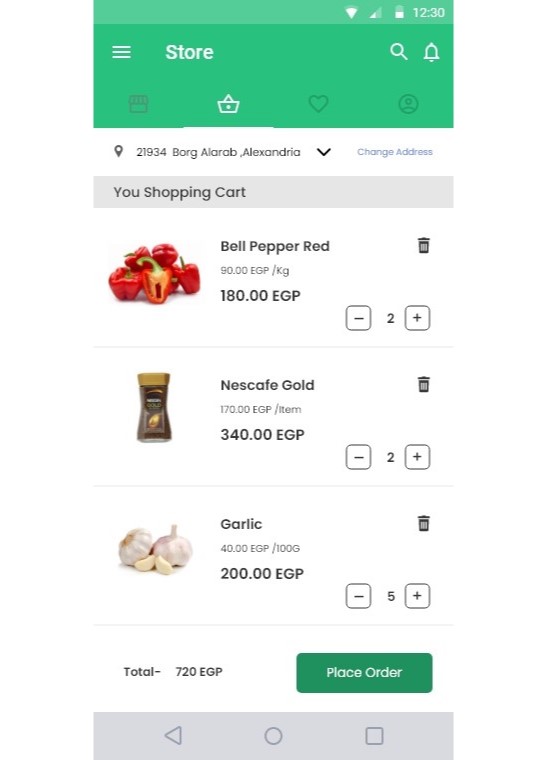 12:30
Store
21934 Borg Alarab ,Alexandria
Change Address
You Shopping Cart
Bell Pepper Red
90.00 EGP /Kg
180.00 EGP
2
Nescafe Gold
170.00 EGP /Item
340.00 EGP
2
Garlic
40.00 EGP /100G
200.00 EGP
5
Total- 720 EGP
Place Order